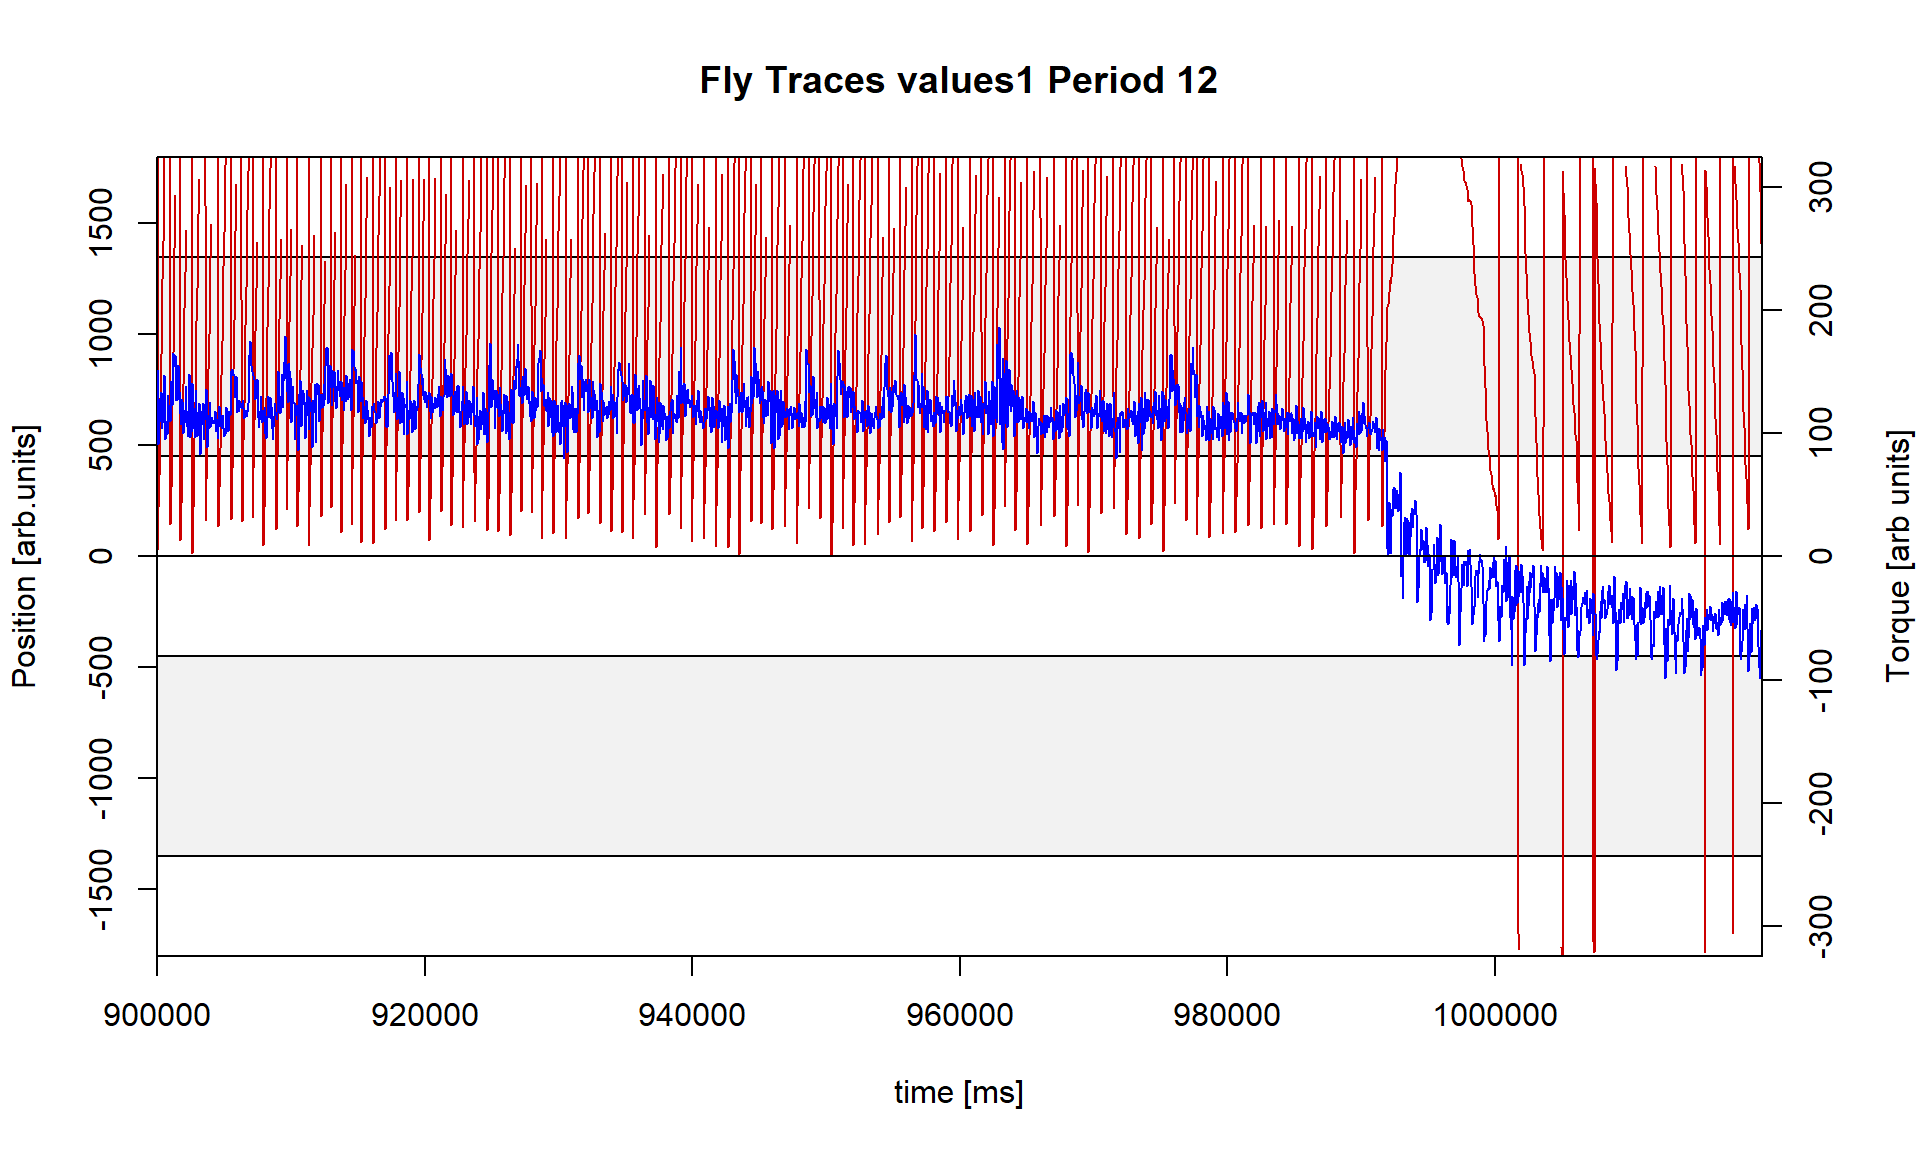 Fly Traces values1 Period 12
Position [arb.units]
1500
1000
500
0
-500
-1000
-1500
300
200
100
0
-100
-200
-300
Torque [arb units]
900000 920000 940000 960000 980000 1000000
time [ms]